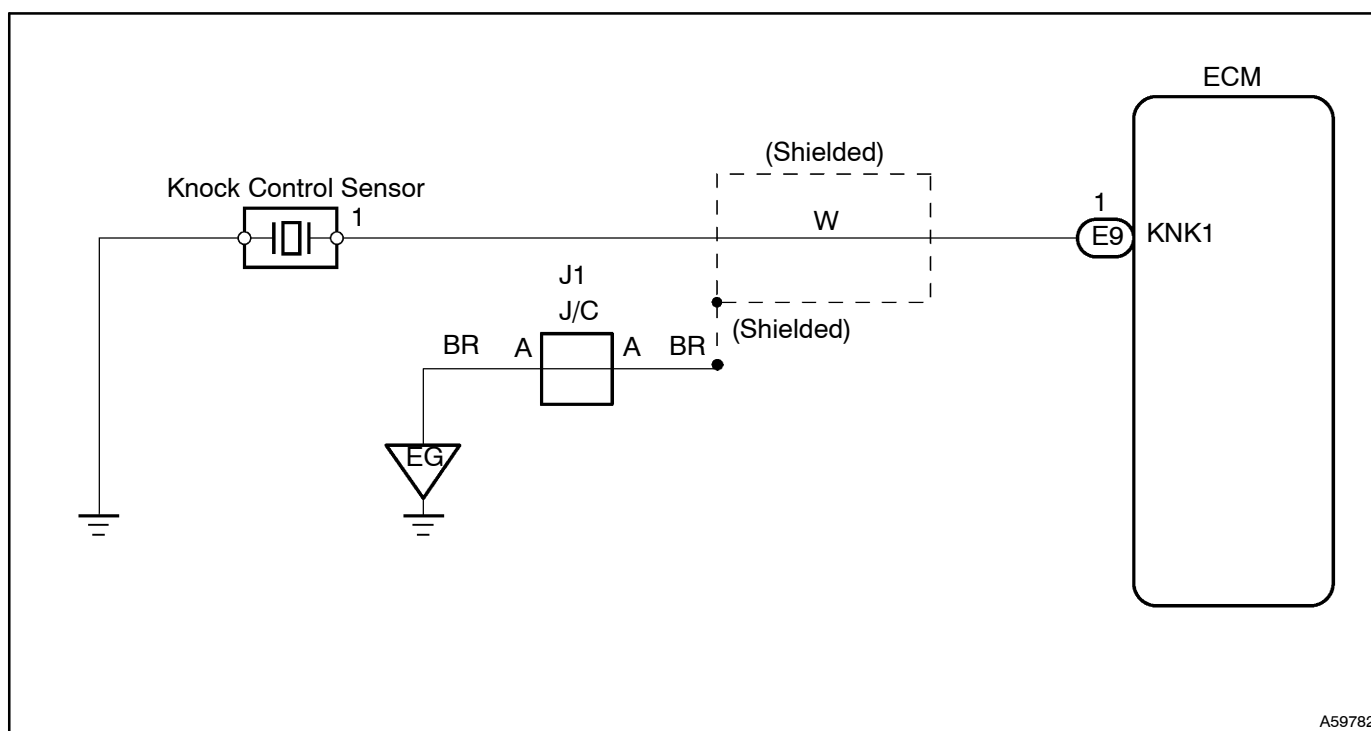 ECM
(Shielded)
Knock Control Sensor
1
1
W
E9
KNK1
J1
J/C
(Shielded)
BR
A
A
BR
EG
A59782